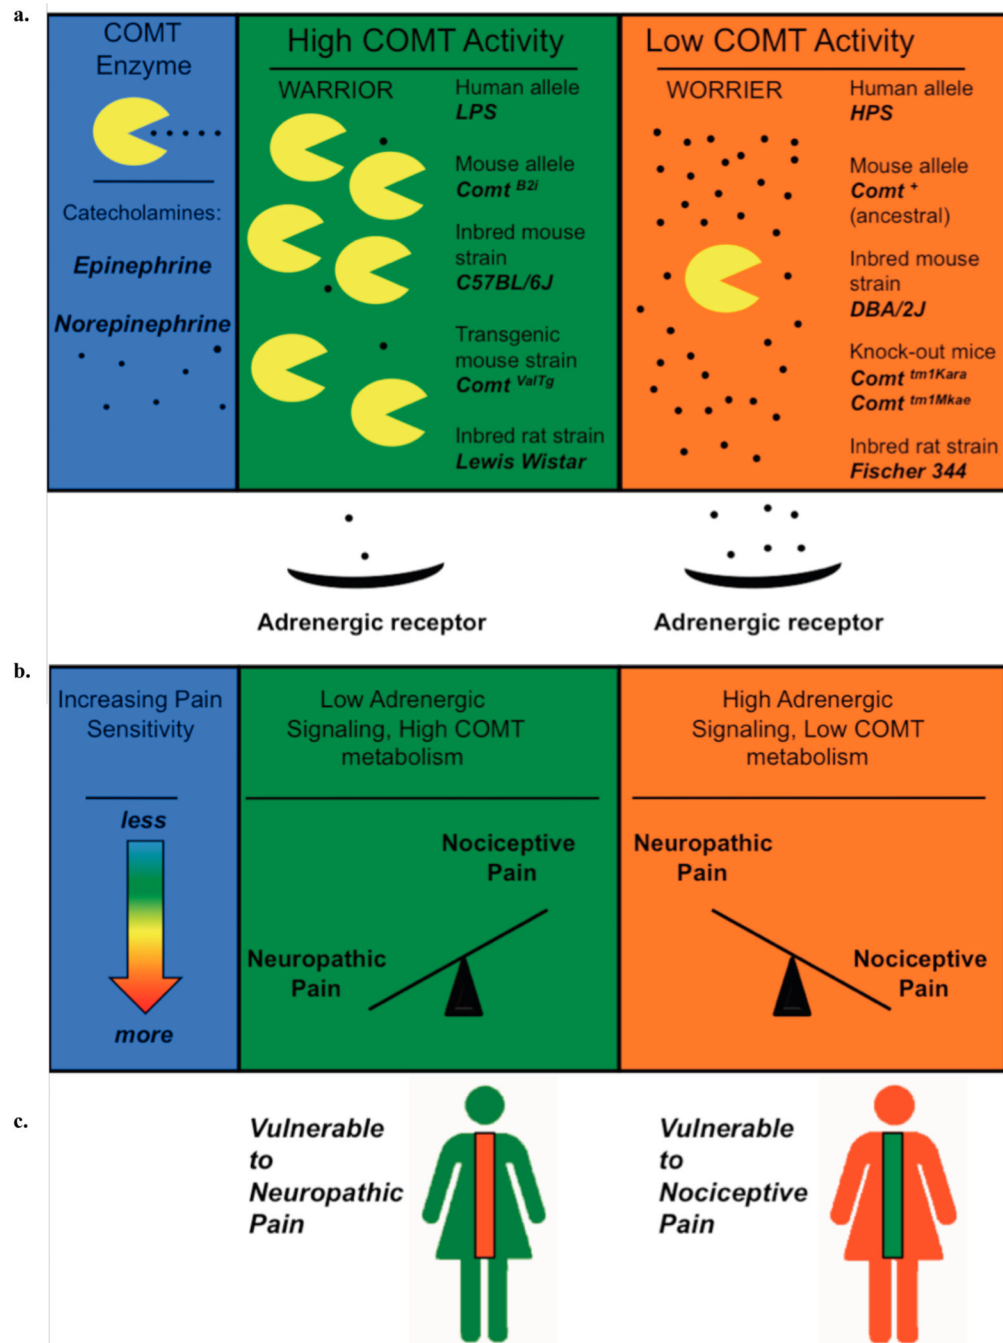 a.
COMT
Enzyme
Catecholamines:
Epinephrine
Norepinephrine
High COMT Activity
WARRIOR
Human allele
LPS
Mouse allele
Comt B2i
Inbred mouse
strain
C57BL/6J
Transgenic
mouse strain
Comt ValTg
Inbred rat strain
Lewis Wistar
Low COMT Activity
WORRIER
Human allele
HPS
Mouse allele
Comt +
(ancestral)
Inbred mouse
strain
DBA/2J
Knock-out mice
Comt tm1Kara
Comt tm1Mkae
Inbred rat strain
Fischer 344
Adrenergic receptor
Adrenergic receptor
b.
Increasing Pain
Sensitivity
less
more
Low Adrenergic
Signaling, High COMT
metabolism
Nociceptive
Pain
Neuropathic
Pain
High Adrenergic
Signaling, Low COMT
metabolism
Neuropathic
Pain
Nociceptive
Pain
c.
Vulnerable
to
Neuropathic
Pain
Vulnerable
to
Nociceptive
Pain